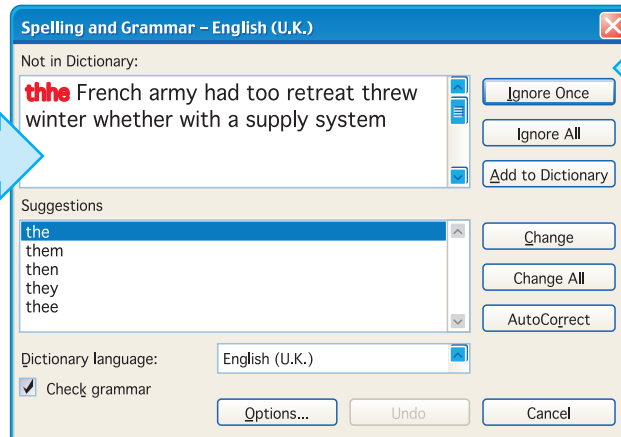 Spelling and Grammar – English (U.K.)
Not in Dictionary:
thhe French army had too retreat threw
winter whether with a supply system
Ignore Once
Ignore All
Add to Dictionary
Suggestions
the
them
then
they
thee
Change
Change All
AutoCorrect
Dictionary language:
English (U.K.)
Check grammar
Options...
Undo
Cancel